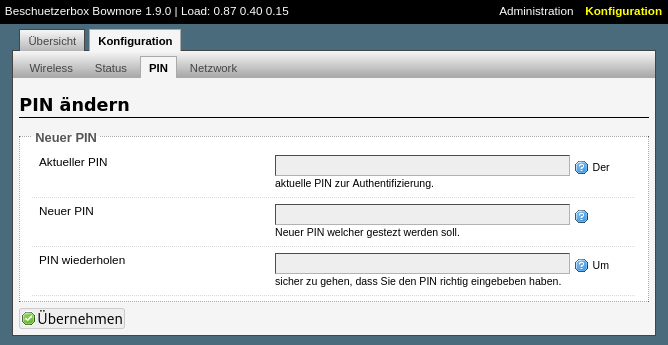 Beschuetzerbox Bowmore 1.9.0 | Load: 0.87 0.40 0.15 Administration Konfiguration
Übersicht Konfiguration
Wireless Status PIN Netzwork
PIN ändern
Neuer PIN
Aktueller PIN Der
aktuelle PIN zur Authentifizierung.
Neuer PIN
Neuer PIN welcher gestezt werden soll.
PIN wiederholen Um
sicher zu gehen, dass Sie den PIN richtig eingebeben haben.
Übernehmen